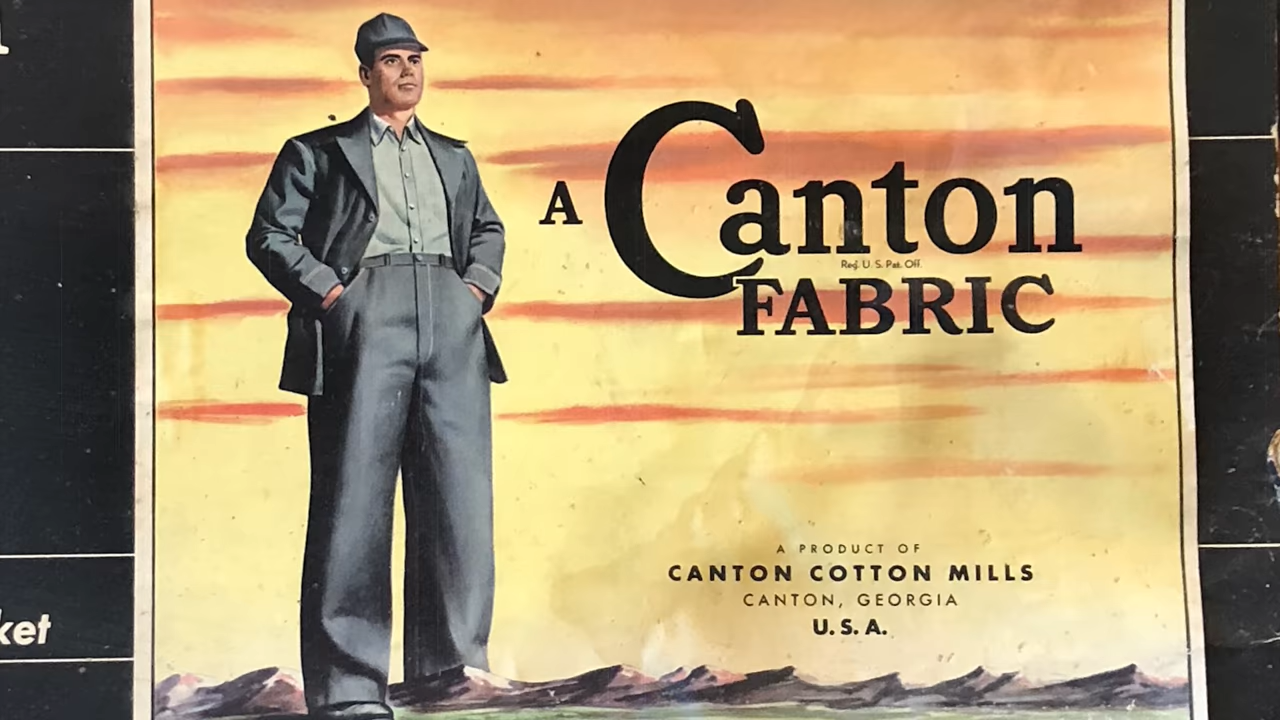 A Canton
Reg. U. S. Pat. Off.
FABRIC
A PRODUCT OF
CANTON COTTON MILLS
CANTON, GEORGIA
U. S. A.
ket